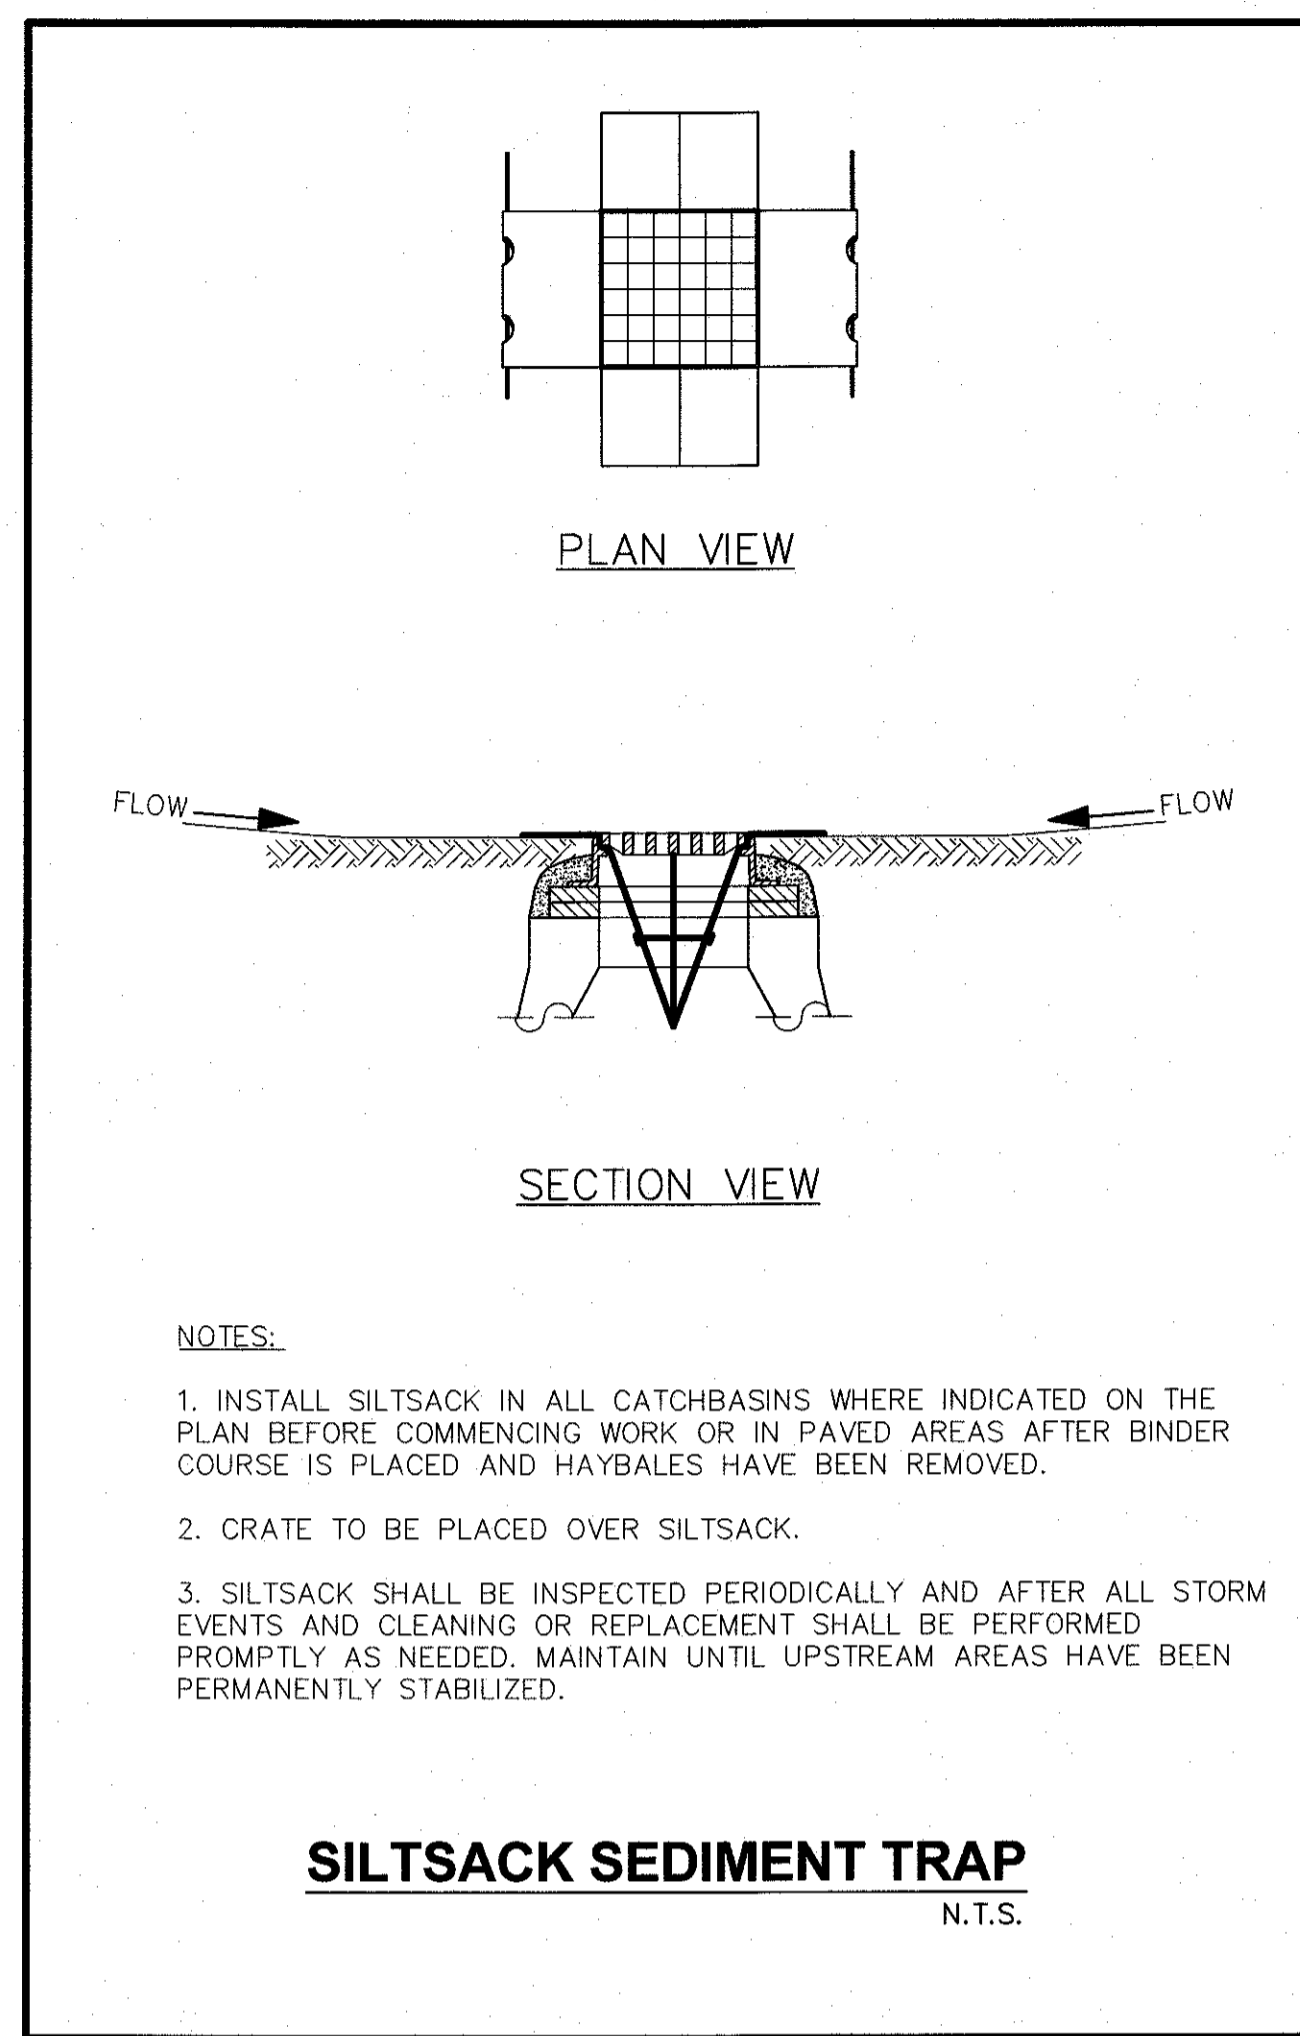 PLAN VIEW
FLOW
FLOW
SECTION VIEW
NOTES:
1. INSTALL SILTSACK IN ALL CATCHBASINS WHERE INDICATED ON THE
PLAN BEFORE COMMENCING WORK OR IN PAVED AREAS AFTER BINDER
COURSE IS PLACED AND HAYBALES HAVE BEEN REMOVED.
2. CRATE TO BE PLACED OVER SILTSACK.
3. SILTSACK SHALL BE INSPECTED PERIODICALLY AND AFTER ALL STORM
EVENTS AND CLEANING OR REPLACEMENT SHALL BE PERFORMED
PROMPTLY AS NEEDED. MAINTAIN UNTIL UPSTREAM AREAS HAVE BEEN
PERMANENTLY STABILIZED.
SILTSACK SEDIMENT TRAP
N.T.S.